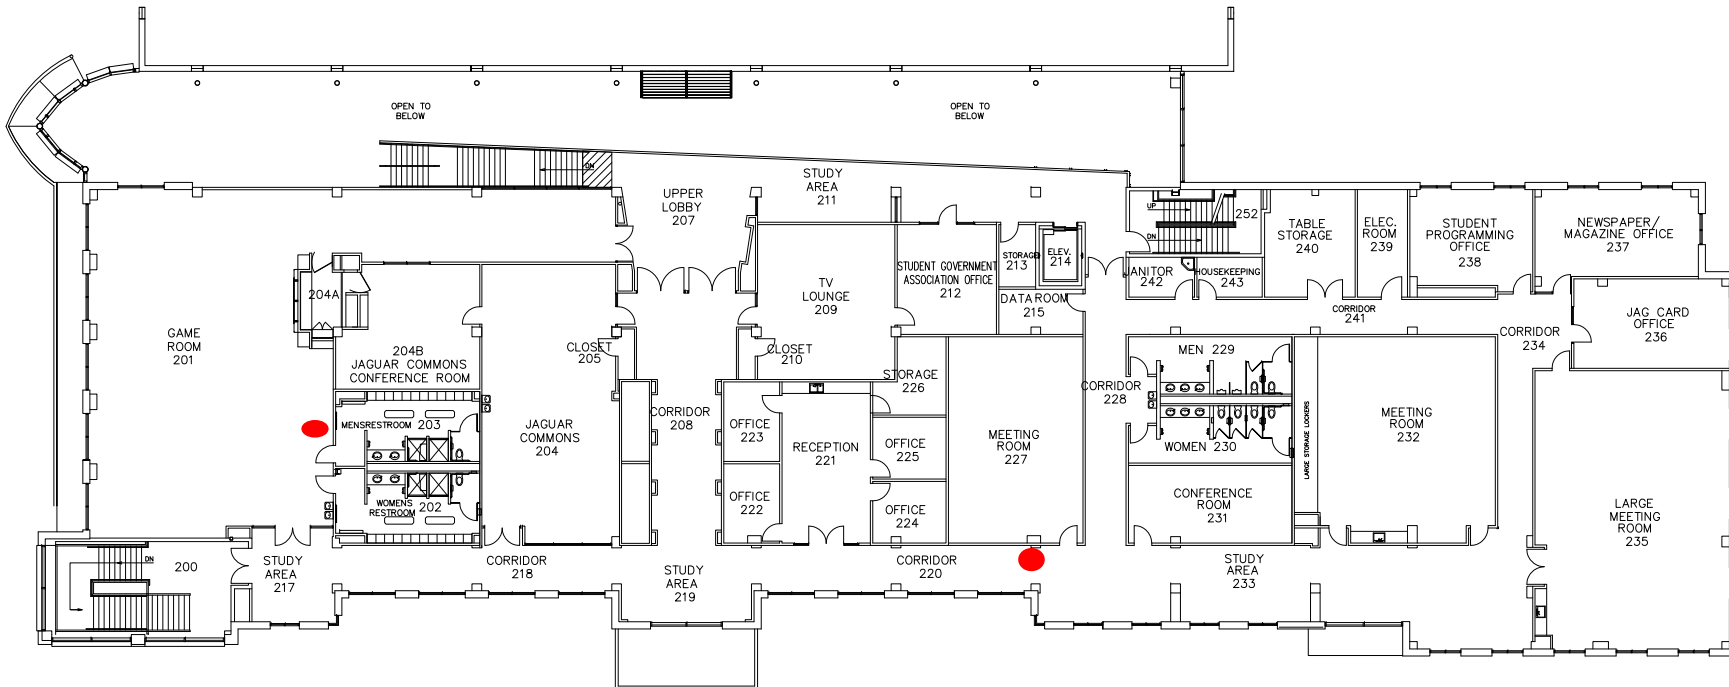 OPEN TO
BELOW
OPEN TO
BELOW
DN
UPPER
LOBBY
207
STUDY
AREA
211
UP
DN
252
TABLE
STORAGE
240
ELEC.
ROOM
239
STUDENT
PROGRAMMING
OFFICE
238
NEWSPAPER/
MAGAZINE OFFICE
237
204A
TV
LOUNGE
209
STUDENT GOVERNMENT
ASSOCIATION OFFICE
212
STORAGE
213
ELEV.
214
JANITOR
242
HOUSEKEEPING
243
DATA ROOM
215
CORRIDOR
241
CORRIDOR
234
JAG CARD
OFFICE
236
GAME
ROOM
201
204B
JAGUAR COMMONS
CONFERENCE ROOM
CLOSET
205
CLOSET
210
STORAGE
226
CORRIDOR
228
MEN 229
WOMEN 230
LARGE STORAGE LOCKERS
MEETING
ROOM
232
MENSRESTROOM 203
JAGUAR
COMMONS
204
CORRIDOR
208
OFFICE
223
RECEPTION
221
OFFICE
225
MEETING
ROOM
227
WOMENS
RESTROOM
202
OFFICE
222
OFFICE
224
CONFERENCE
ROOM
231
LARGE
MEETING
ROOM
235
DN
200
STUDY
AREA
217
CORRIDOR
218
STUDY
AREA
219
CORRIDOR
220
STUDY
AREA
233